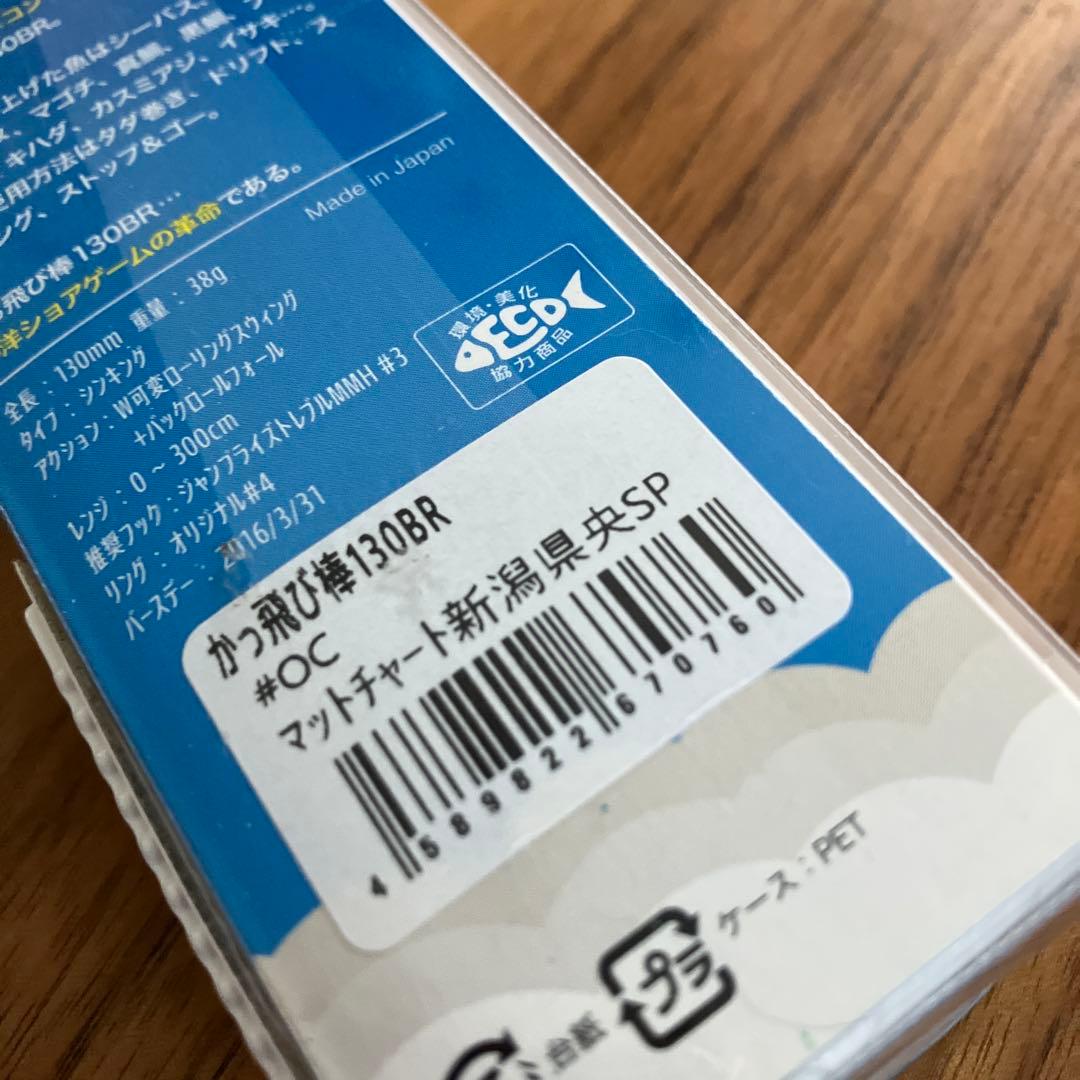 コン
30BR。
上げた魚はシーバス、
マゴチ、真鯛、黒鯛、
キハダ、カスミアジ、イサキ…。
使用方法はタダ巻き、ドリフト、ス
ング、ストップ&ゴー。
飛び棒130BR…
洋ショアゲームの革命である。
Made in Japan
全長：130mm 重量：38g
タイプ：シンキング
アクション：W可変ローリングスウィング
+バックロールフォール
レンジ：0 ~ 300cm
推奨フック：ジャンプライズトレブルMMH #3
リング：オリジナル#4
バースデー：2016/3/31
環境・美化
ECO
協力商品
かっ飛び棒130BR
#OC
マットチャート新潟県央SP
4 589822 670760
ケース：PET
プラ
台紙